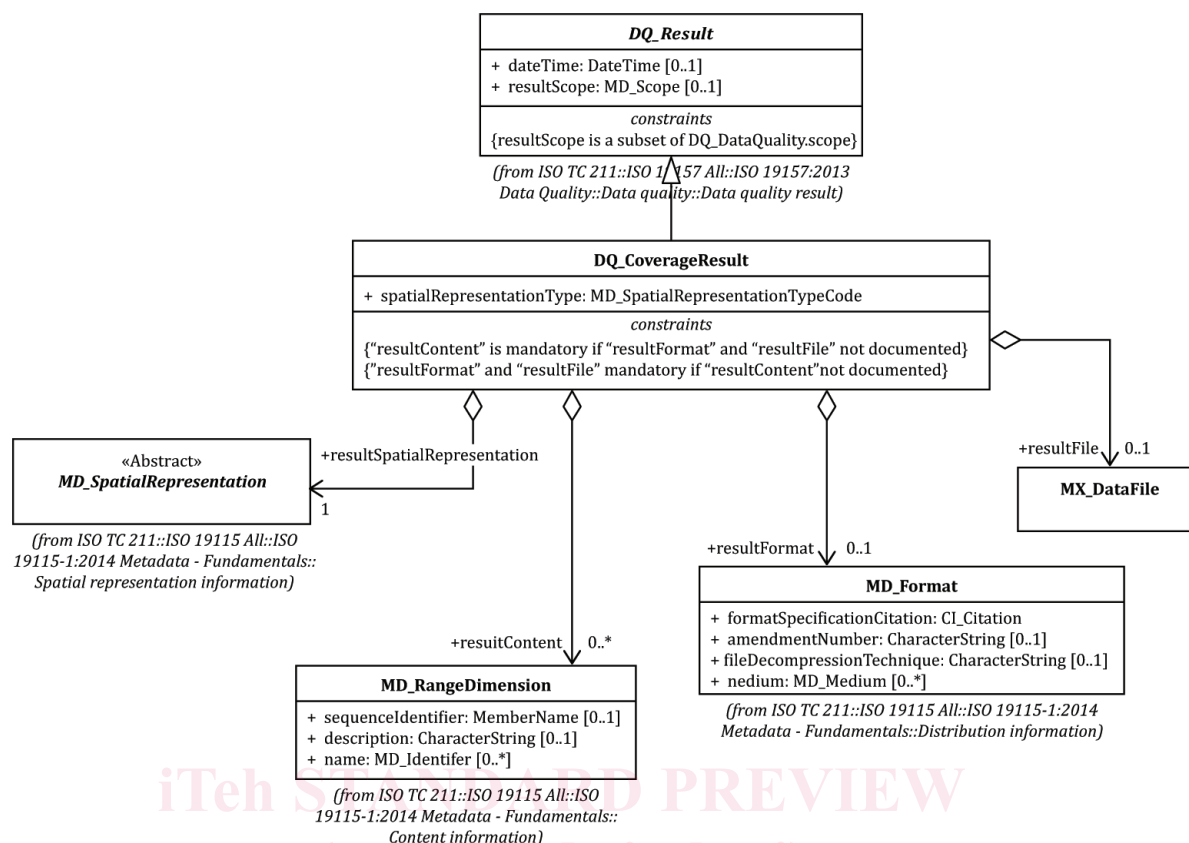 DQ_Result
+ dateTime: DateTime [0..1]
+ resultScope: MD_Scope [0..1]
constraints
{resultScope is a subset of DQ_DataQuality.scope}
(from ISO TC 211::ISO 1 157 All::ISO 19157:2013
Data Quality::Data quality::Data quality result)
DQ_CoverageResult
+ spatialRepresentationType: MD_SpatialRepresentationTypeCode
constraints
{“resultContent” is mandatory if “resultFormat” and “resultFile” not documented}
{”resultFormat” and “resultFile” mandatory if “resultContent”not documented}
+resultSpatialRepresentation
1
«Abstract»
MD_SpatialRepresentation
(from ISO TC 211::ISO 19115 All::ISO
19115-1:2014 Metadata - Fundamentals::
Spatial representation information)
+resultFile 0..1
MX_DataFile
+resultFormat 0..1
MD_Format
+ formatSpecificationCitation: CI_Citation
+ amendmentNumber: CharacterString [0..1]
+ fileDecompressionTechnique: CharacterString [0..1]
+ nedium: MD_Medium [0..*]
(from ISO TC 211::ISO 19115 All::ISO 19115-1:2014
Metadata - Fundamentals::Distribution information)
+resuitContent 0..*
MD_RangeDimension
+ sequenceIdentifier: MemberName [0..1]
+ description: CharacterString [0..1]
+ name: MD_Identifer [0..*]
(from ISO TC 211::ISO 19115 All::ISO
19115-1:2014 Metadata - Fundamentals::
Content information)
iTeh STANDARD PREVIEW